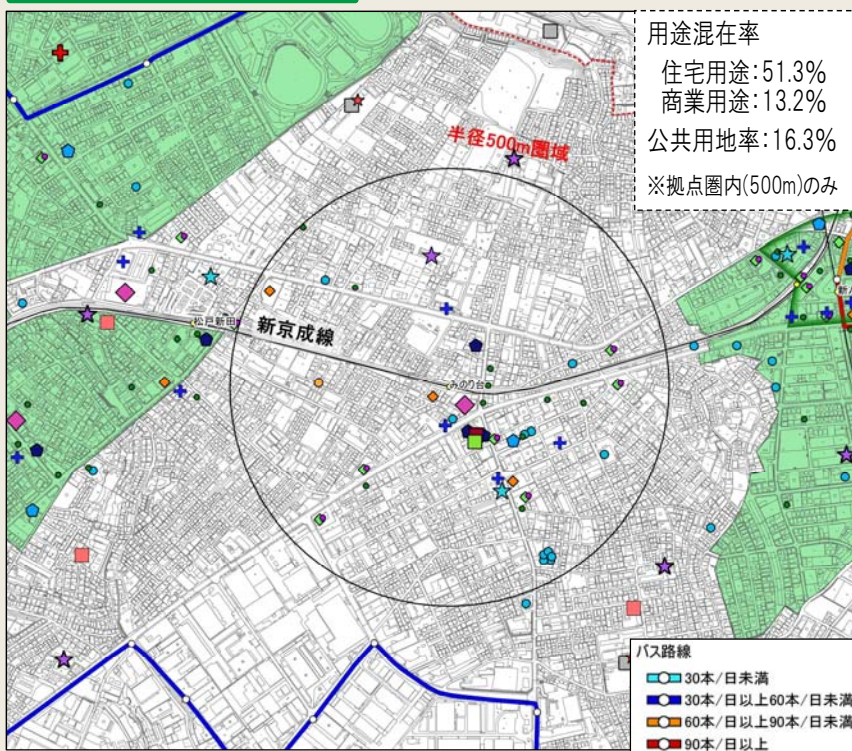 用途混在率
住宅用途:51.3%
商業用途:13.2%
公共用地率:16.3%
※拠点圏内(500m)のみ
半径500m圏域
松戸新田
新京成線
みのり台
新八
バス路線
30本/日未満
30本/日以上60本/日未満
60本/日以上90本/日未満
90本/日以上